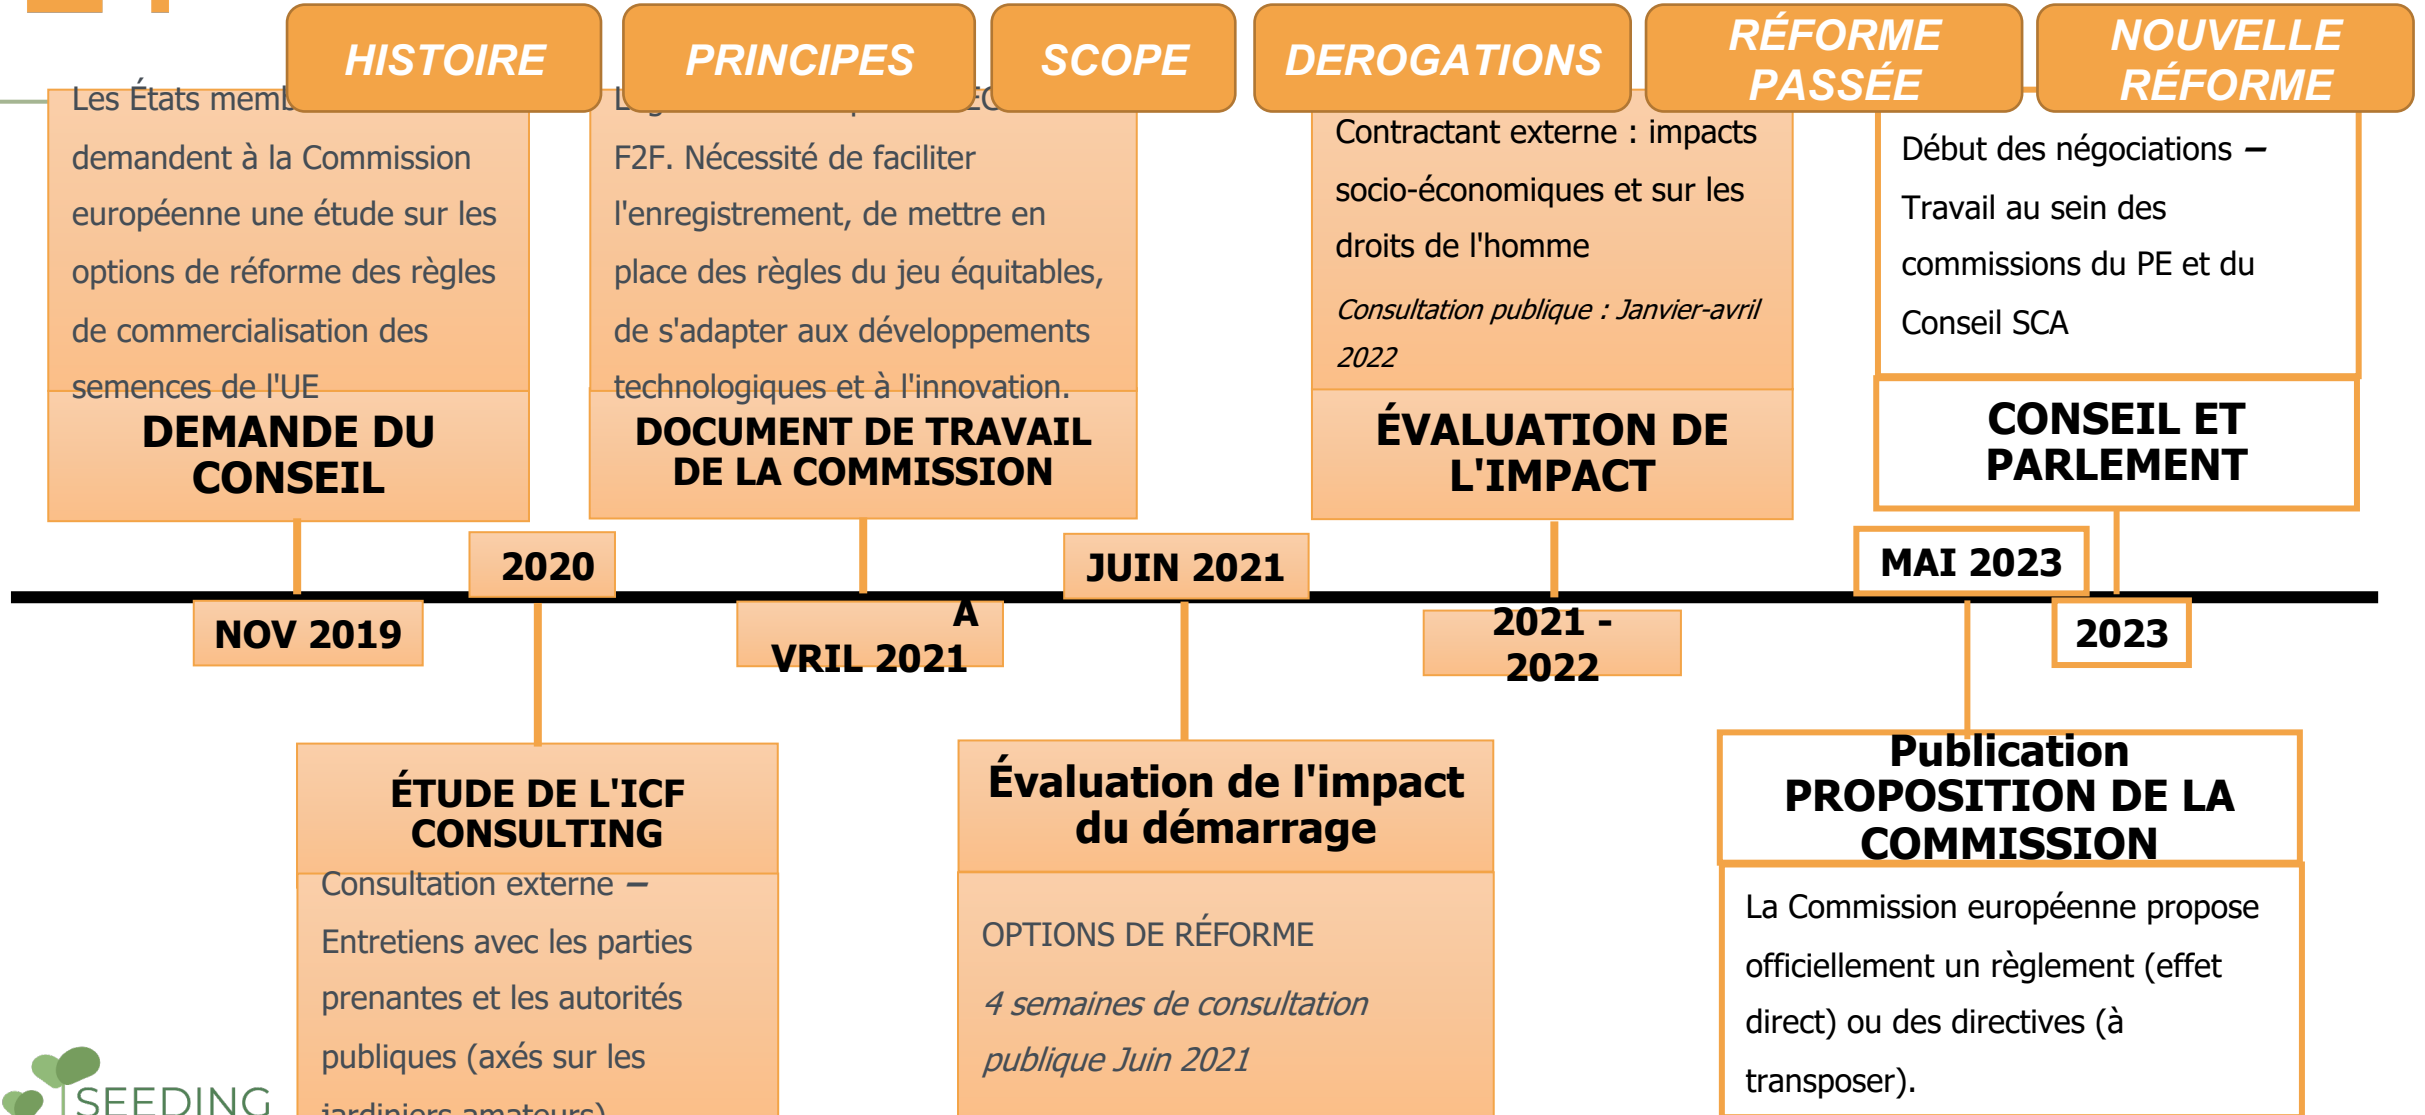 HISTOIRE
PRINCIPES
SCOPE
DEROGATIONS
RÉFORME
PASSÉE
NOUVELLE
RÉFORME
Les États
demandent à la Commission
européenne une étude sur les
options de réforme des règles
de commercialisation des
semences de l'UE
DEMANDE DU
CONSEIL
F2F. Nécessité de faciliter
l'enregistrement, de mettre en
place des règles du jeu équitables,
de s'adapter aux développements
technologiques et à l'innovation.
DOCUMENT DE TRAVAIL
DE LA COMMISSION
Contractant externe : impacts
socio-économiques et sur les
droits de l'homme
Consultation publique : Janvier-avril
2022
ÉVALUATION DE
L'IMPACT
Début des négociations –
Travail au sein des
commissions du PE et du
Conseil SCA
CONSEIL ET
PARLEMENT
NOV 2019
2020
A
VRIL 2021
JUIN 2021
2021 -
2022
MAI 2023
2023
ÉTUDE DE L'ICF
CONSULTING
Consultation externe –
Entretiens avec les parties
prenantes et les autorités
publiques (axés sur les
jardiniers amateurs)
Évaluation de l'impact
du démarrage
OPTIONS DE RÉFORME
4 semaines de consultation
publique Juin 2021
Publication
PROPOSITION DE LA
COMMISSION
La Commission européenne propose
officiellement un règlement (effet
direct) ou des directives (à
transposer).
SEEDING